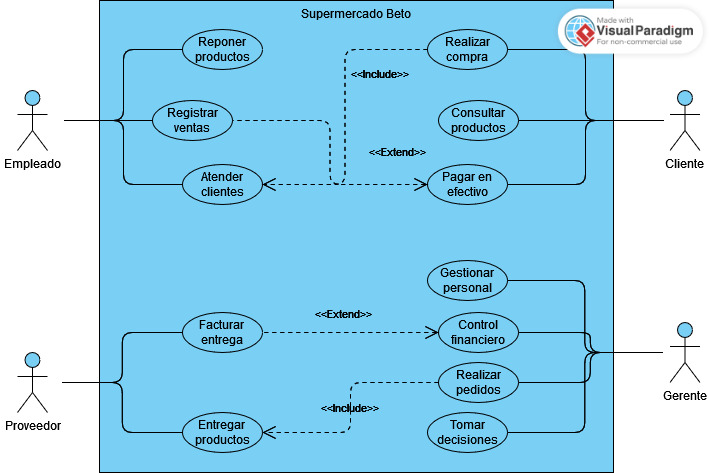 Supermercado Beto
Made with
Visual Paradigm
For non-commercial use
Reponer
productos
Realizar
compra
<<Include>>
Registrar
ventas
Consultar
productos
<<Extend>>
Empleado
Cliente
Atender
clientes
Pagar en
efectivo
Gestionar
personal
<<Extend>>
Facturar
entrega
Control
financiero
Realizar
pedidos
Gerente
<<Include>>
Proveedor
Entregar
productos
Tomar
decisiones